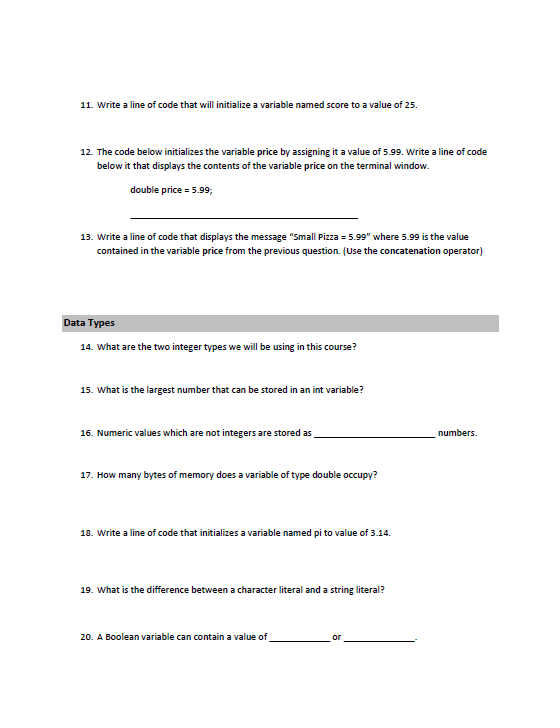 11. Write a line of code that will initialize a variable named score to a value of 25.
12. The code below initializes the variable price by assigning it a value of 5.99. Write a line of code
below it that displays the contents of the variable price on the terminal window.
double price = 5.99;
13. Write a line of code that displays the message “Small Pizza = 5.99” where 5.99 is the value
contained in the variable price from the previous question. (Use the concatenation operator)
Data Types
14. What are the two integer types we will be using in this course?
15. What is the largest number that can be stored in an int variable?
16. Numeric values which are not integers are stored as ________________________ numbers.
17. How many bytes of memory does a variable of type double occupy?
18. Write a line of code that initializes a variable named pi to value of 3.14.
19. What is the difference between a character literal and a string literal?
20. A Boolean variable can contain a value of ____________ or ______________.